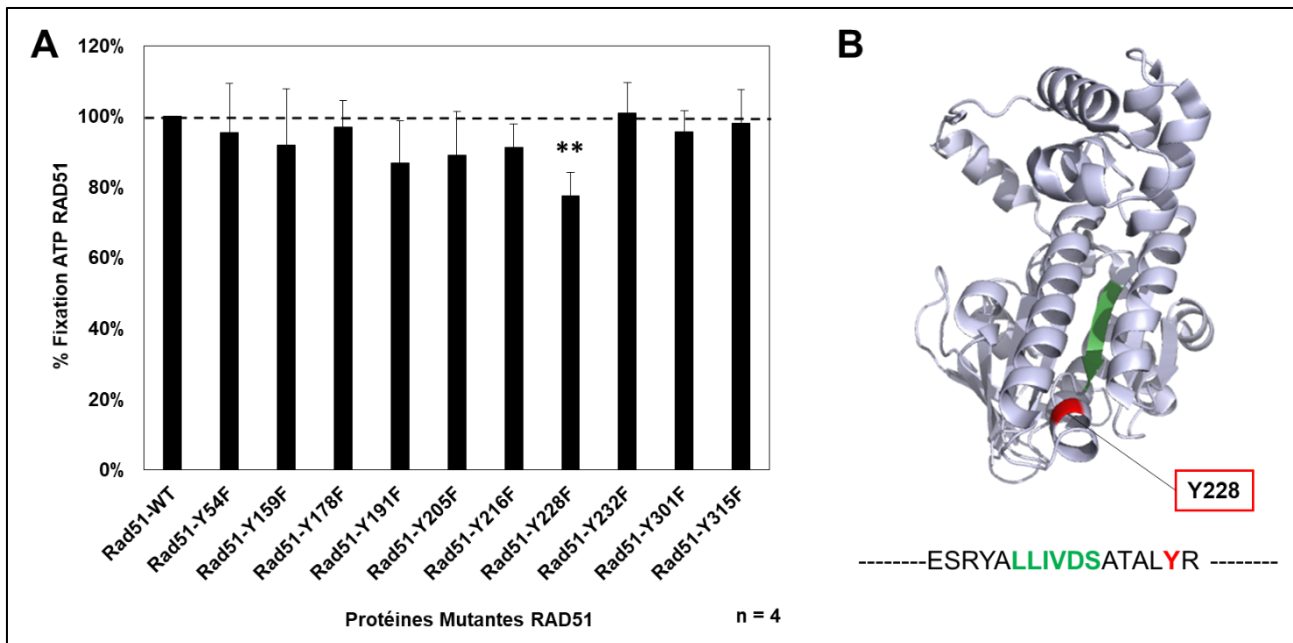 A
120%
100%
80%
60%
40%
20%
0%
% Fixation ATP RAD51
**
Rad51-WT
Rad51-Y54F
Rad51-Y159F
Rad51-Y178F
Rad51-Y191F
Rad51-Y205F
Rad51-Y216F
Rad51-Y228F
Rad51-Y232F
Rad51-Y301F
Rad51-Y315F
Protéines Mutantes RAD51
n = 4
B
Y228
--------ESRYALLIVDSATALYR --------